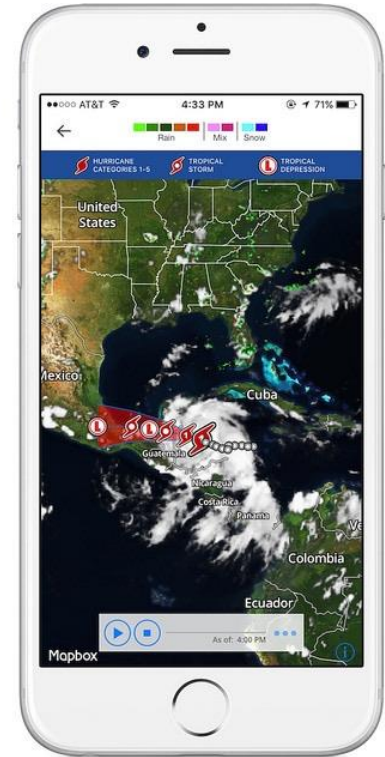 AT&T 4:33 PM 71%
Rain Mix Snow
HURRICANE CATEGORIES 1-5
TROPICAL STORM
L TROPICAL DEPRESSION
United States
Mexico
Cuba
L L
Guatemala
Nicaragua
Costa Rica
Panama
Ve
Colombia
Ecuador
As of: 4:00 PM
Mapbox
i